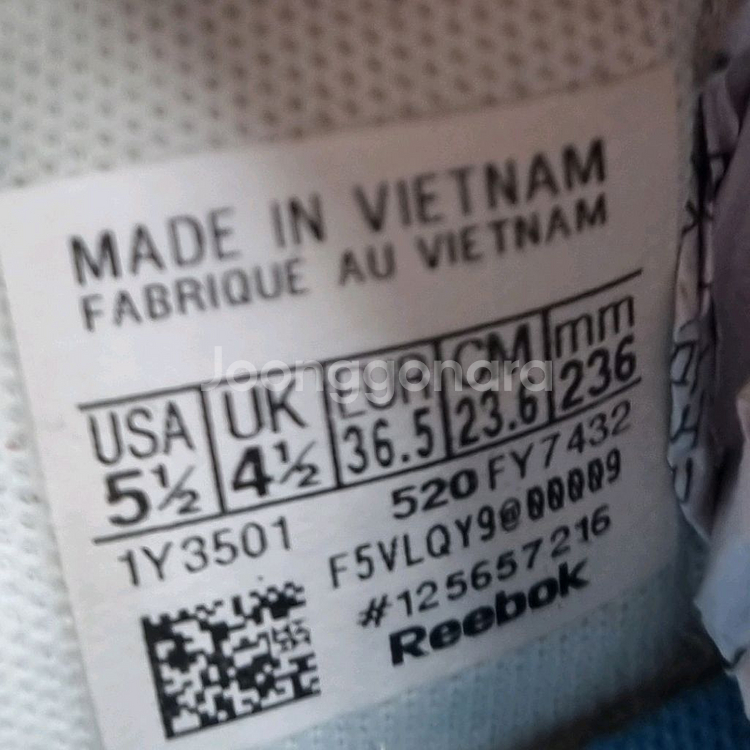 MADE IN VIETNAM
FABRIQUE AU VIETNAM
USA UK EUR CM mm
5½ 4½ 36.5 23.6 236
1Y3501 520 FY7432
F5VLQY9@00009
#125657216
Reebok
Joonggonara